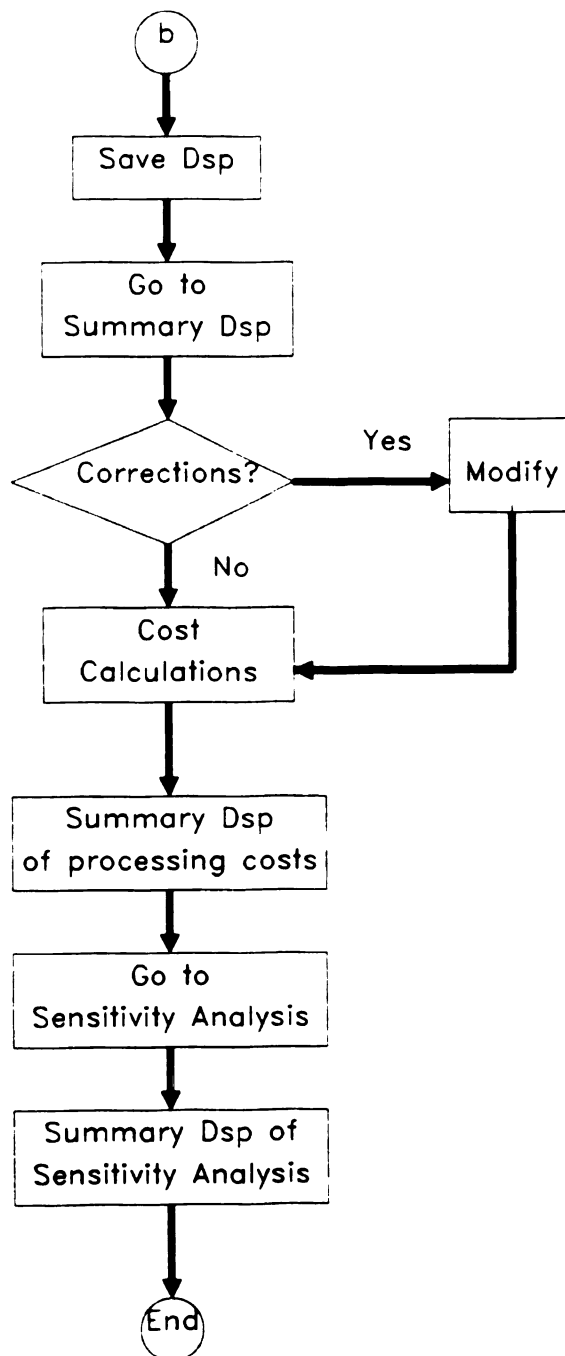 b
Save Dsp
Go to
Summary Dsp
Corrections?
Yes
Modify
No
Cost
Calculations
Summary Dsp
of processing costs
Go to
Sensitivity Analysis
Summary Dsp of
Sensitivity Analysis
End